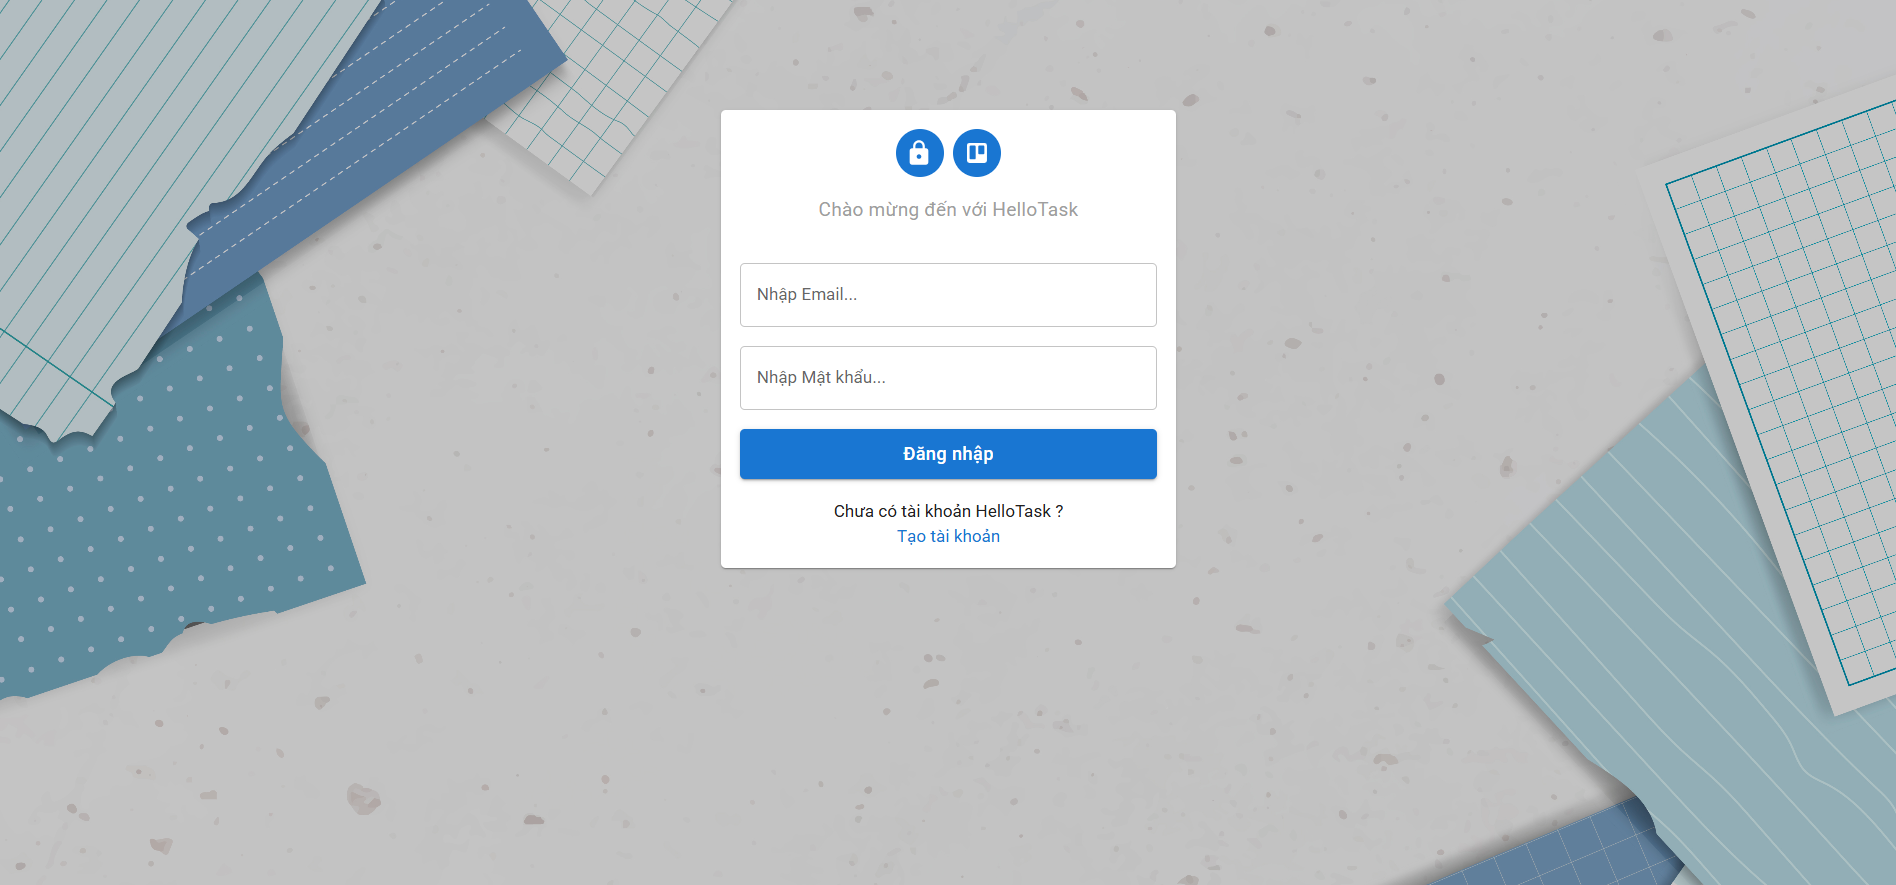 Chào mừng đến với HelloTask
Nhập Email...
Nhập Mật khẩu...
Đăng nhập
Chưa có tài khoản HelloTask ?
Tạo tài khoản